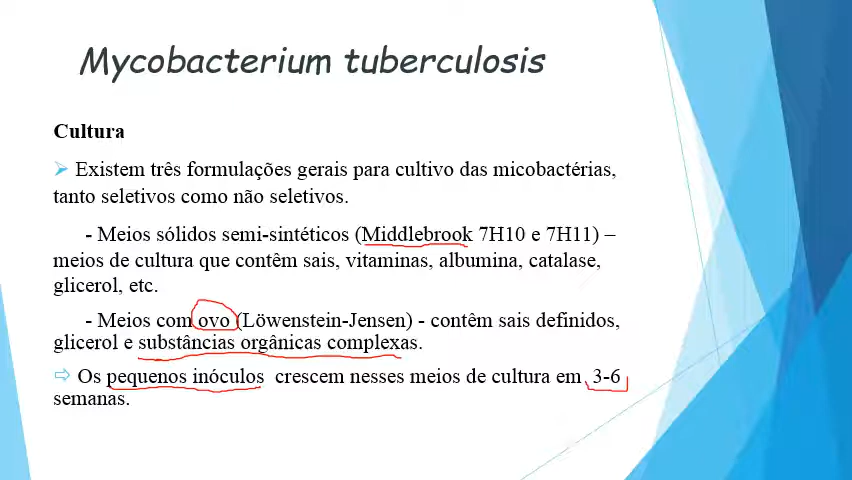 Mycobacterium tuberculosis
Cultura
Existem três formulações gerais para cultivo das micobactérias,
tanto seletivos como não seletivos.
- Meios sólidos semi-sintéticos (Middlebrook 7H10 e 7H11) –
meios de cultura que contêm sais, vitaminas, albumina, catalase,
glicerol, etc.
- Meios com ovo (Löwenstein-Jensen) - contêm sais definidos,
glicerol e substâncias orgânicas complexas.
Os pequenos inóculos crescem nesses meios de cultura em 3-6
semanas.